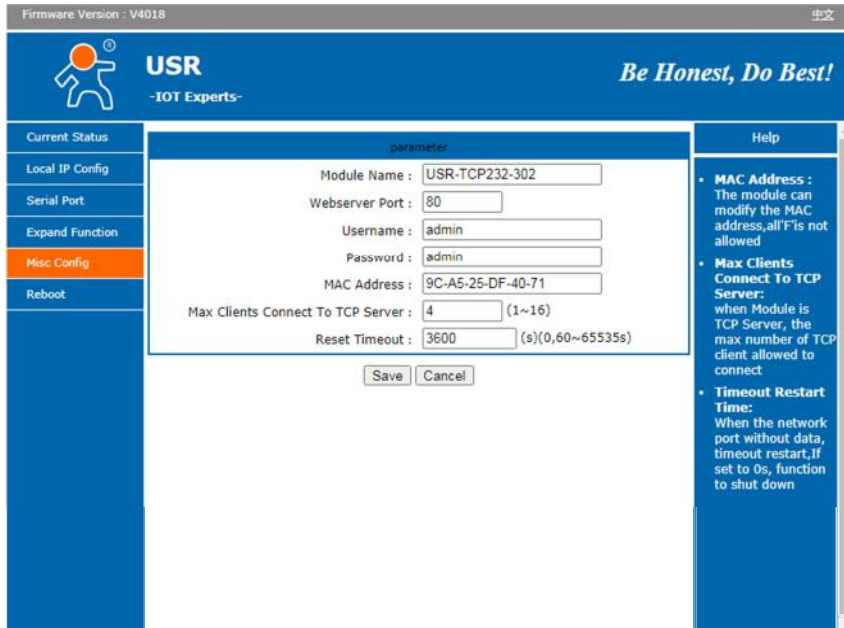 Firmware Version : V4018
中文
®
USR
-IOT Experts-
Be Honest, Do Best!
Current Status
Local IP Config
Serial Port
Expand Function
Misc Config
Reboot
parameter
Module Name : USR-TCP232-302
Webserver Port : 80
Username : admin
Password : admin
MAC Address : 9C-A5-25-DF-40-71
Max Clients Connect To TCP Server : 4 (1~16)
Reset Timeout : 3600 (s)(0,60~65535s)
Save Cancel
Help
• MAC Address :
The module can
modify the MAC
address,all'F'is not
allowed
• Max Clients
Connect To TCP
Server:
when Module is
TCP Server, the
max number of TCP
client allowed to
connect
• Timeout Restart
Time:
When the network
port without data,
timeout restart,If
set to 0s, function
to shut down